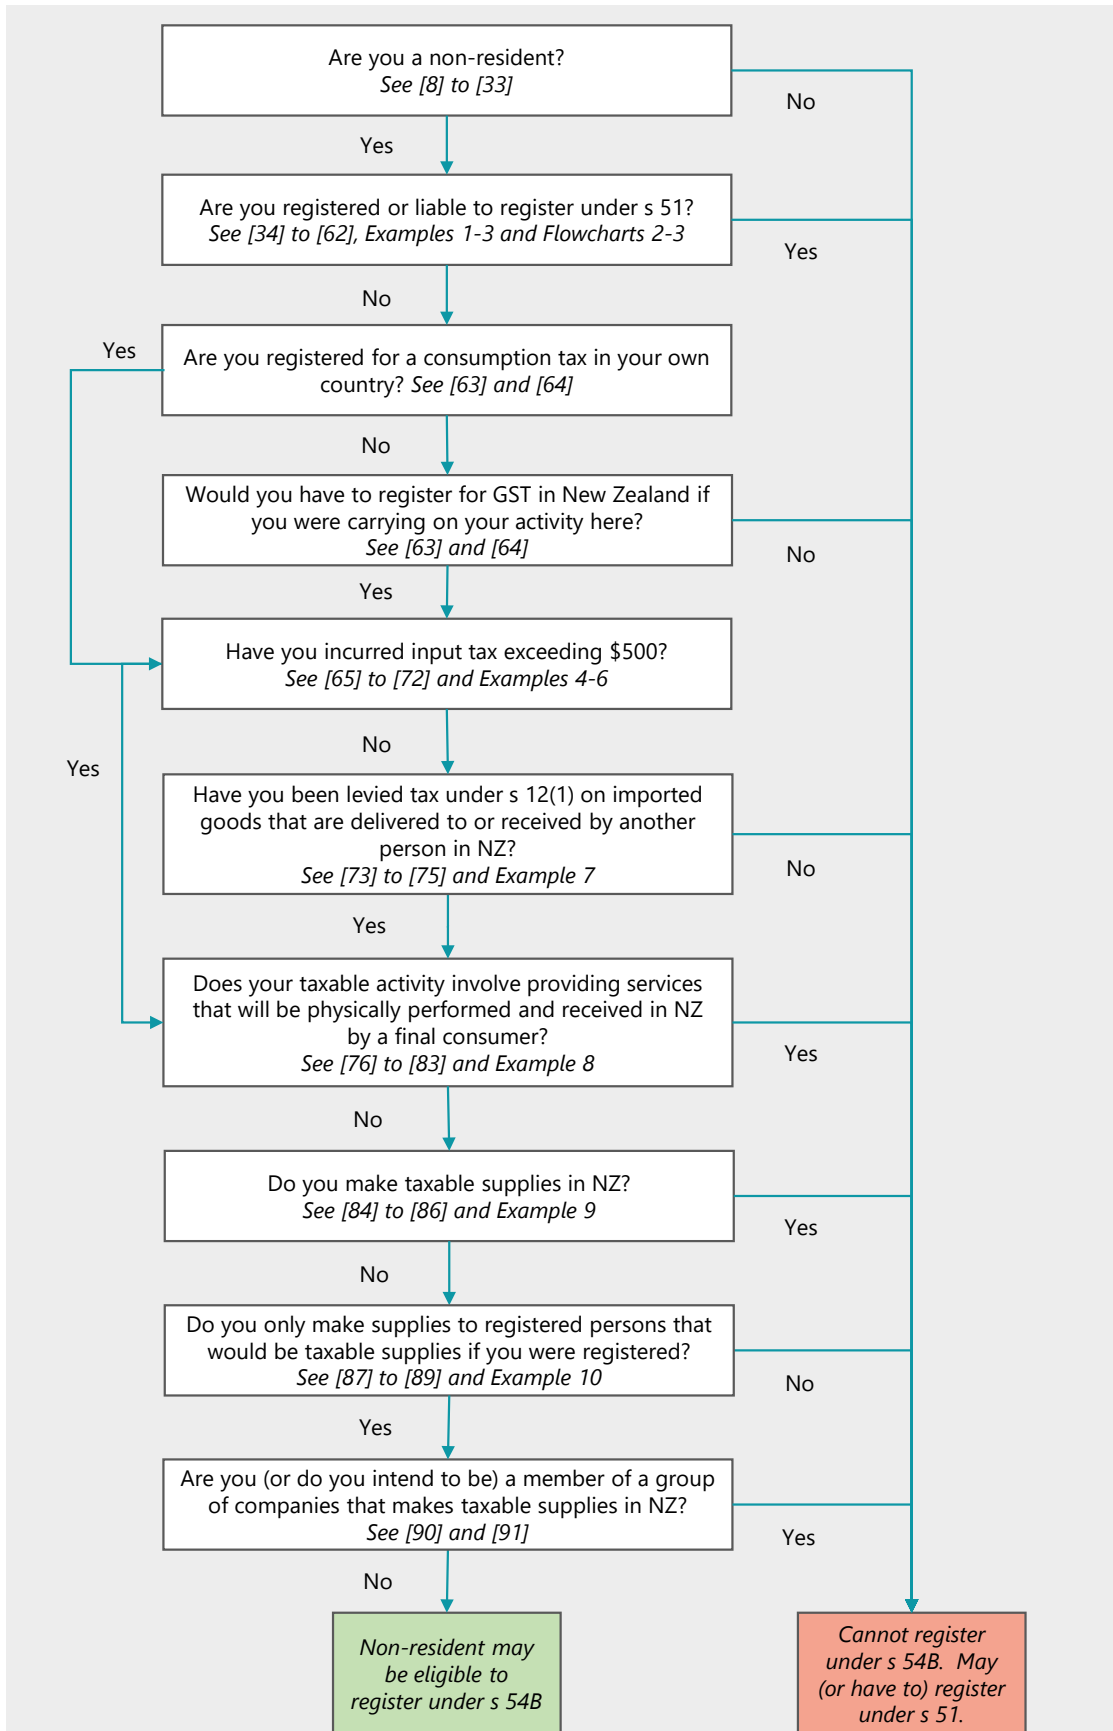 Are you a non-resident?
See [8] to [33]
No
Yes
Are you registered or liable to register under s 51?
See [34] to [62], Examples 1-3 and Flowcharts 2-3
Yes
No
Yes
Are you registered for a consumption tax in your own
country? See [63] and [64]
No
Would you have to register for GST in New Zealand if
you were carrying on your activity here?
See [63] and [64]
No
Yes
Have you incurred input tax exceeding $500?
See [65] to [72] and Examples 4-6
No
Yes
Have you been levied tax under s 12(1) on imported
goods that are delivered to or received by another
person in NZ?
See [73] to [75] and Example 7
No
Yes
Does your taxable activity involve providing services
that will be physically performed and received in NZ
by a final consumer?
See [76] to [83] and Example 8
Yes
No
Do you make taxable supplies in NZ?
See [84] to [86] and Example 9
Yes
No
Do you only make supplies to registered persons that
would be taxable supplies if you were registered?
See [87] to [89] and Example 10
No
Yes
Are you (or do you intend to be) a member of a group
of companies that makes taxable supplies in NZ?
See [90] and [91]
Yes
No
Non-resident may
be eligible to
register under s 54B
Cannot register
under s 54B.  May
(or have to) register
under s 51.